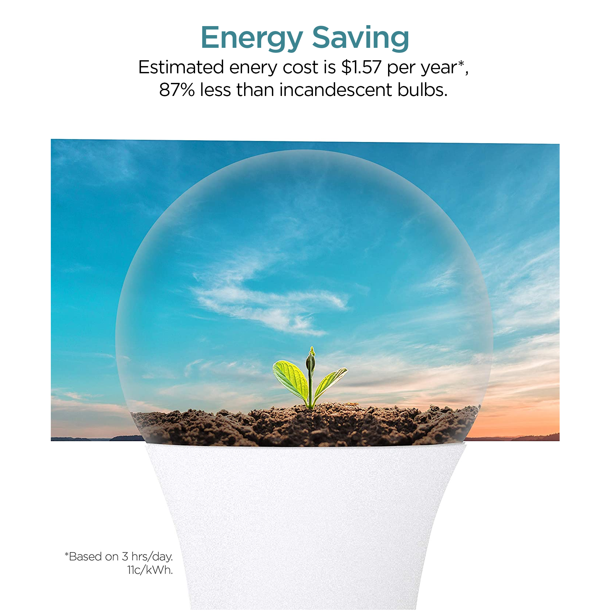 Energy Saving
Estimated enery cost is $1.57 per year*,
87% less than incandescent bulbs.
*Based on 3 hrs/day.
11c/kWh.